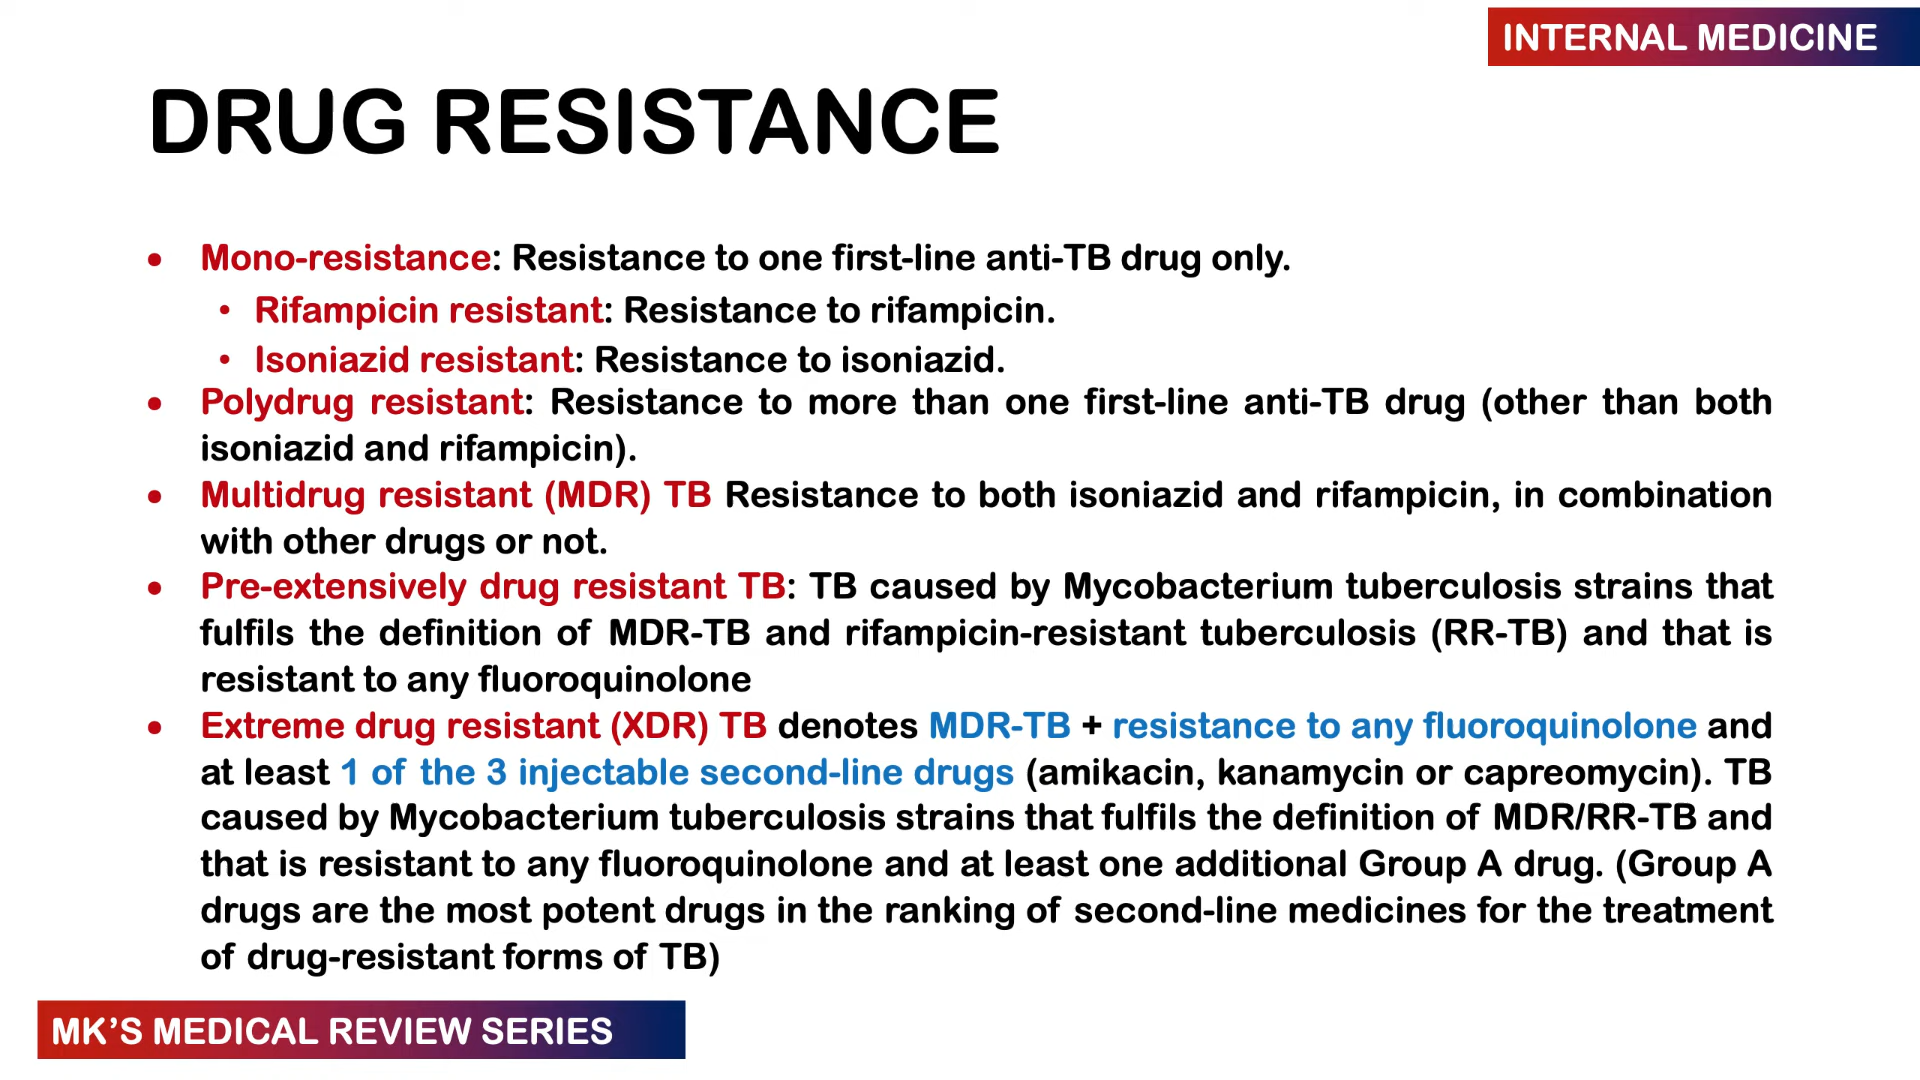 INTERNAL MEDICINE
DRUG RESISTANCE
• Mono-resistance: Resistance to one first-line anti-TB drug only.
• Rifampicin resistant: Resistance to rifampicin.
• Isoniazid resistant: Resistance to isoniazid.
• Polydrug resistant: Resistance to more than one first-line anti-TB drug (other than both
isoniazid and rifampicin).
• Multidrug resistant (MDR) TB Resistance to both isoniazid and rifampicin, in combination
with other drugs or not.
• Pre-extensively drug resistant TB: TB caused by Mycobacterium tuberculosis strains that
fulfils the definition of MDR-TB and rifampicin-resistant tuberculosis (RR-TB) and that is
resistant to any fluoroquinolone
• Extreme drug resistant (XDR) TB denotes MDR-TB + resistance to any fluoroquinolone and
at least 1 of the 3 injectable second-line drugs (amikacin, kanamycin or capreomycin). TB
caused by Mycobacterium tuberculosis strains that fulfils the definition of MDR/RR-TB and
that is resistant to any fluoroquinolone and at least one additional Group A drug. (Group A
drugs are the most potent drugs in the ranking of second-line medicines for the treatment
of drug-resistant forms of TB)
MK’S MEDICAL REVIEW SERIES